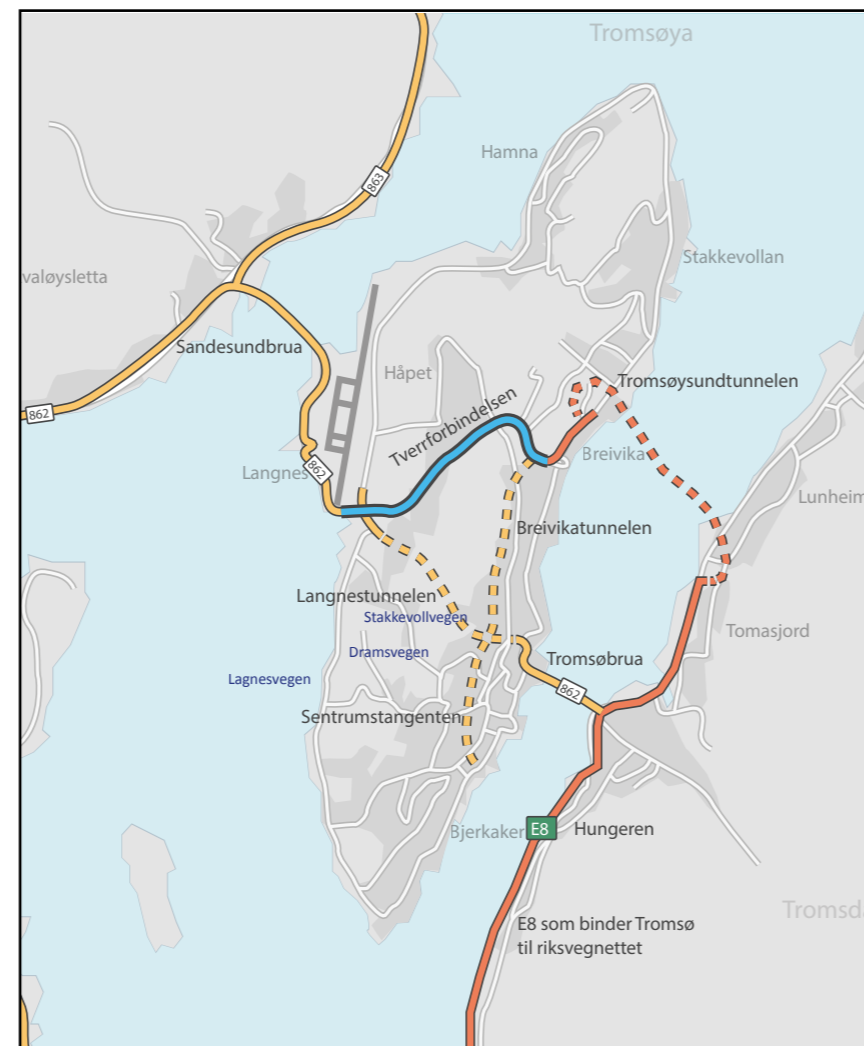 Tromsøya
Hamna
863
Stakkevollan
valøysletta
Sandesundbrua
Håpet
Tromsøysundtunnelen
862
Tverrforbindelsen
Breivika
Langnes
862
Lunheim
Breivikatunnelen
Langnestunnelen
Stakkevollvegen
Tomasjord
Dramsvegen
Tromsøbrua
Lagnesvegen
862
Sentrumstangenten
Bjerkaker
E8
Hungeren
Tromsda
E8 som binder Tromsø
til riksvegnettet